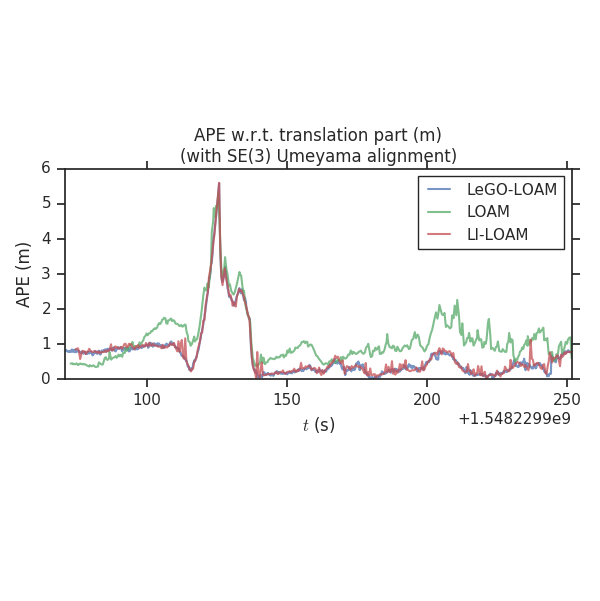 APE w.r.t. translation part (m)
(with SE(3) Umeyama alignment)
6
5
4
3
2
1
0
APE (m)
LeGO-LOAM
LOAM
LI-LOAM
100
150
200
250
+1.5482299e9
t (s)